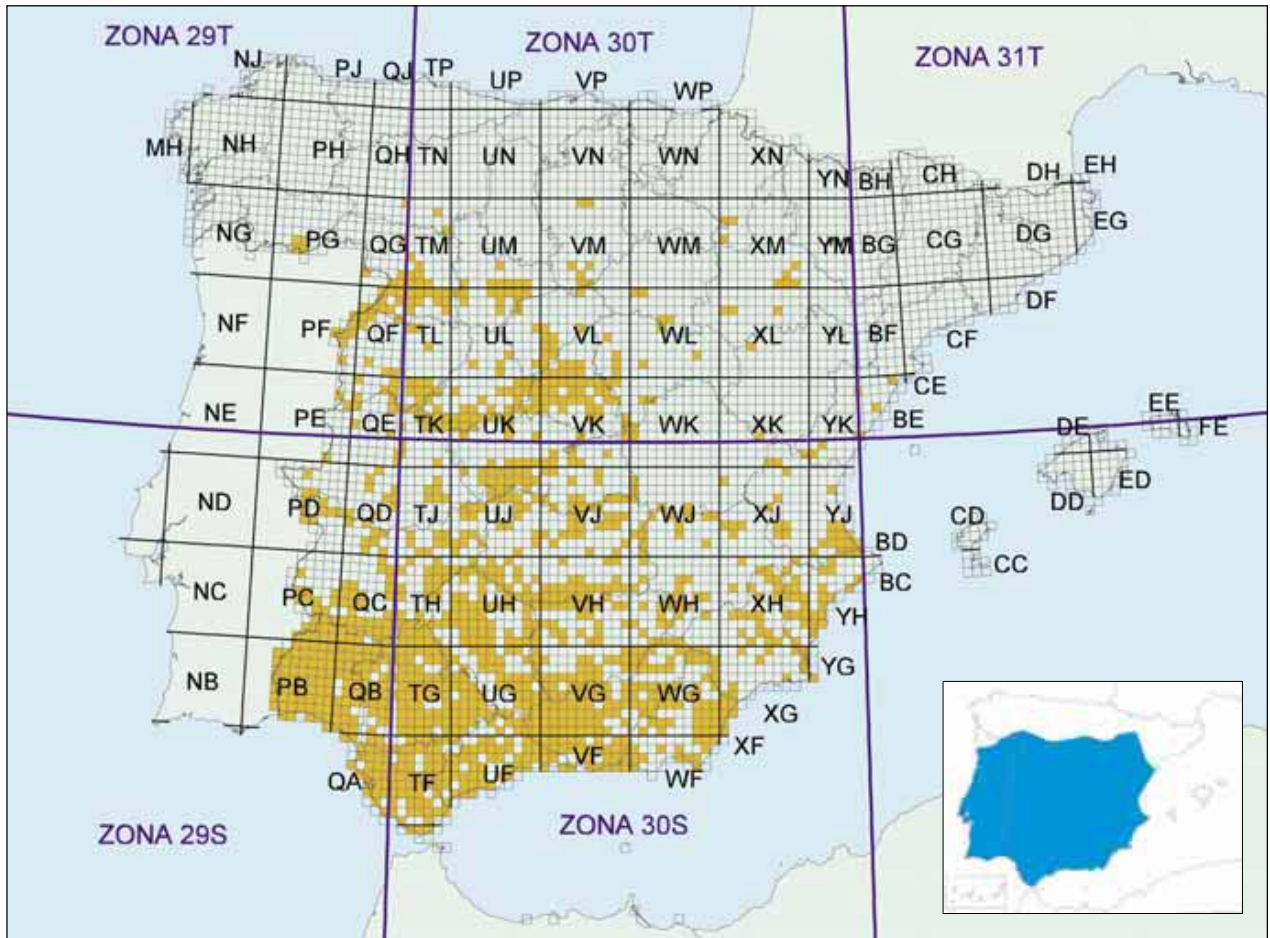 ZONA 29T
ZONA 30T
ZONA 31T
NJ PJ QJ TP UP VP WP
MH NH PH QH TN UN VN WN XN YN BH CH DH EH
NG PG QG TM UM VM WM XM YM BG CG DG EG
NF PF QF TL UL VL WL XL YL BF CF DF
NE PE QE TK UK VK WK XK YK BE CE DE EE FE
ND PD QD TJ UJ VJ WJ XJ YJ BD CD DD ED
NC PC QC TH UH VH WH XH YH BC CC
NB PB QB TG UG VG WG XG YG
QA TF UF VF WF XF
ZONA 29S
ZONA 30S